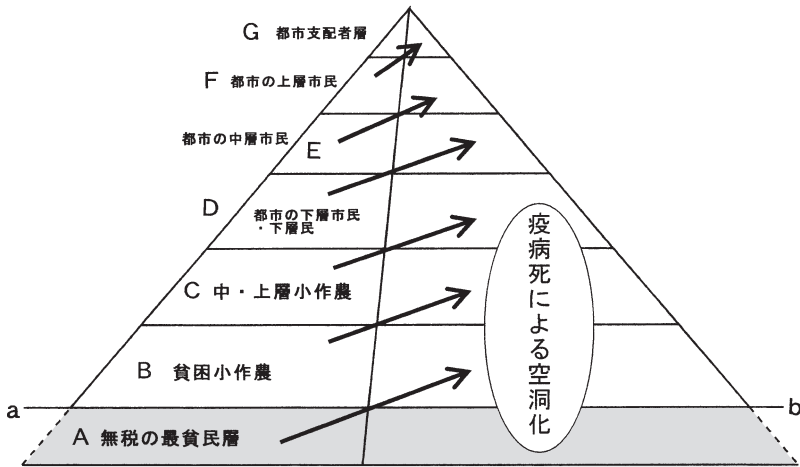 G 都市支配者層
F 都市の上層市民
都市の中層市民 E
D 都市の下層市民
・下層民
C 中・上層小作農
B 貧困小作農
a
b
A 無税の最貧民層
疫病死による空洞化